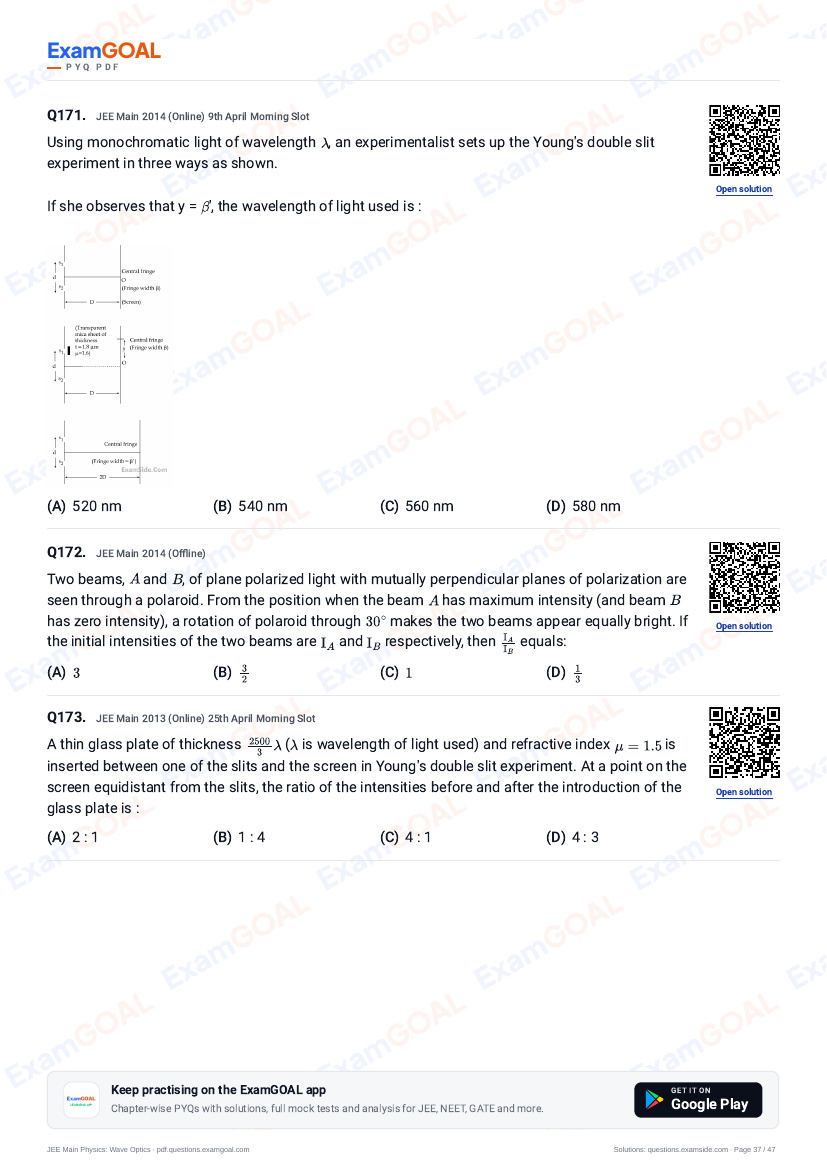 ExamGOAL
PYQ PDF
Q171. JEE Main 2014 (Online) 9th April Morning Slot
Using monochromatic light of wavelength λ, an experimentalist sets up the Young's double slit
experiment in three ways as shown.
If she observes that y = β', the wavelength of light used is :
Open solution
s₁
d
s₂
Central fringe
O
(Fringe width β)
D
(Screen)
(Transparent
mica sheet of
thickness
t=1.8 μm
μ=1.6)
s₁
d
s₂
Central fringe
(Fringe width β)
y
O
D
s₁
d
s₂
Central fringe
(Fringe width = β')
ExamSide.Com
2D
(A) 520 nm (B) 540 nm (C) 560 nm (D) 580 nm
Q172. JEE Main 2014 (Offline)
Two beams, A and B, of plane polarized light with mutually perpendicular planes of polarization are
seen through a polaroid. From the position when the beam A has maximum intensity (and beam B
has zero intensity), a rotation of polaroid through 30° makes the two beams appear equally bright. If
the initial intensities of the two beams are I_A and I_B respectively, then I_A/I_B equals:
Open solution
(A) 3 (B) 3/2 (C) 1 (D) 1/3
Q173. JEE Main 2013 (Online) 25th April Morning Slot
A thin glass plate of thickness 2500/3 λ (λ is wavelength of light used) and refractive index μ = 1.5 is
inserted between one of the slits and the screen in Young's double slit experiment. At a point on the
screen equidistant from the slits, the ratio of the intensities before and after the introduction of the
glass plate is :
Open solution
(A) 2 : 1 (B) 1 : 4 (C) 4 : 1 (D) 4 : 3
ExamGOAL
Keep practising on the ExamGOAL app
Chapter-wise PYQs with solutions, full mock tests and analysis for JEE, NEET, GATE and more.
GET IT ON
Google Play
JEE Main Physics: Wave Optics · pdf.questions.examgoal.com
Solutions: questions.examside.com · Page 37 / 47